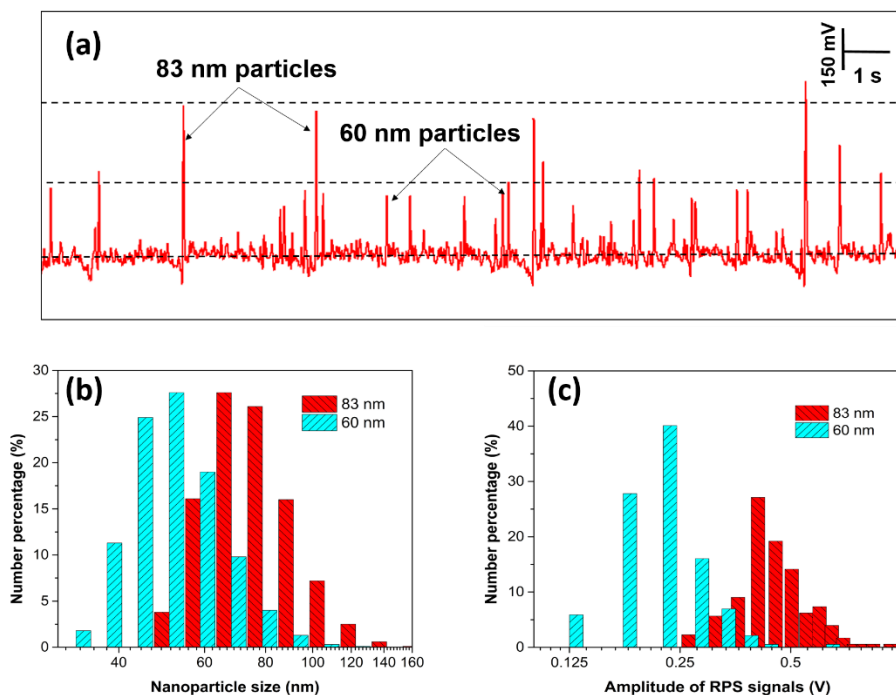 (a)
83 nm particles
60 nm particles
150 mV
1 s
(b)
83 nm
60 nm
Number percentage (%)
30
25
20
15
10
5
0
40
60
80
100
120
140
160
Nanoparticle size (nm)
(c)
83 nm
60 nm
Number percentage (%)
50
40
30
20
10
0
0.125
0.25
0.5
Amplitude of RPS signals (V)